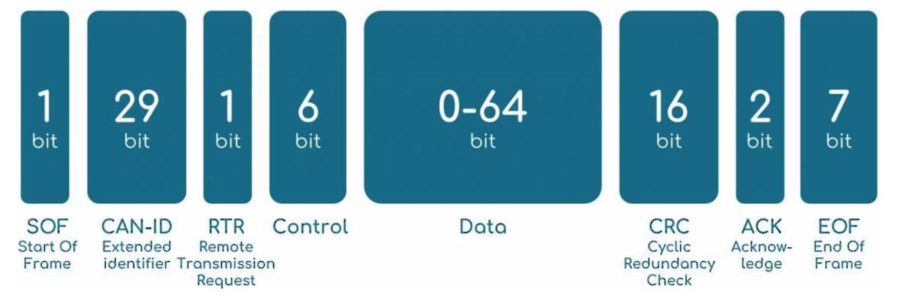 1 29 1 6 0-64 16 2 7
bit bit bit bit bit bit bit bit
SOF CAN-ID RTR Control Data CRC ACK EOF
Start Of Extended Remote Cyclic Acknow- End Of
Frame identifier Transmission Redundancy ledge Frame
Request Check